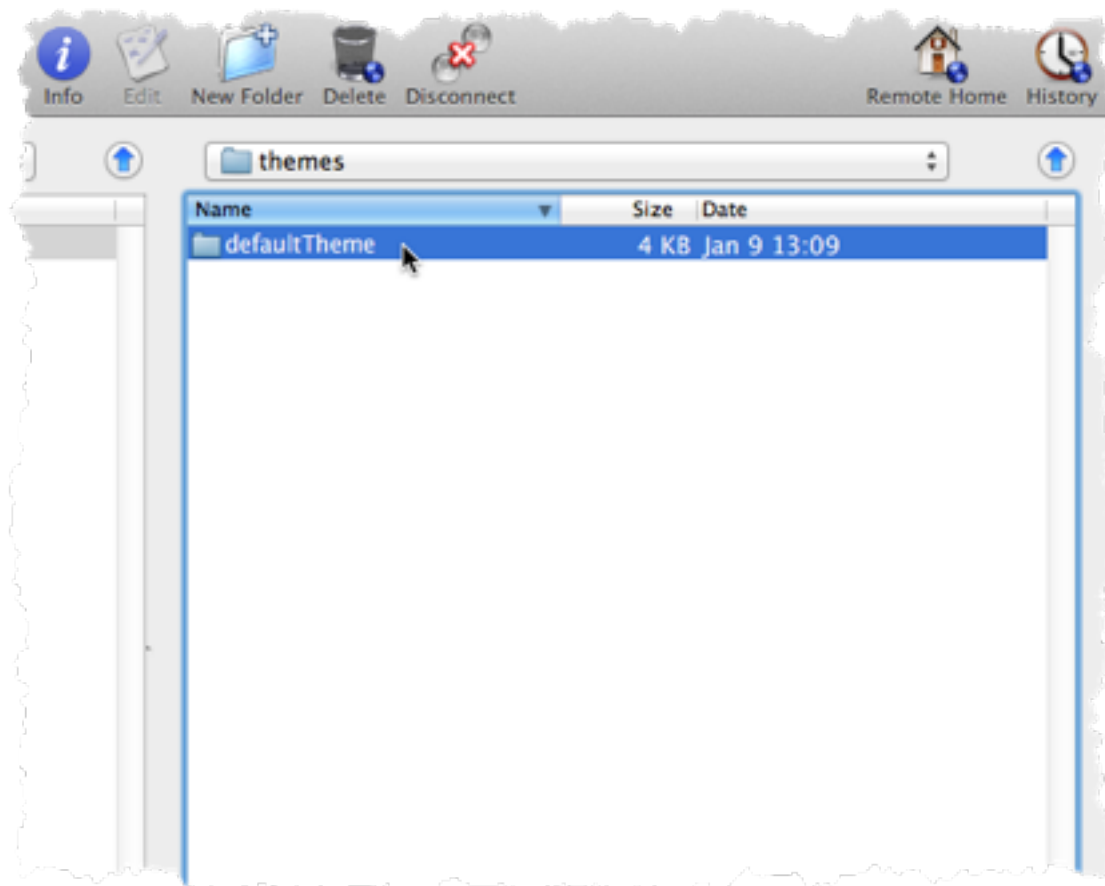 Info Edit New Folder Delete Disconnect Remote Home History
themes
Name Size Date
defaultTheme 4 KB Jan 9 13:09